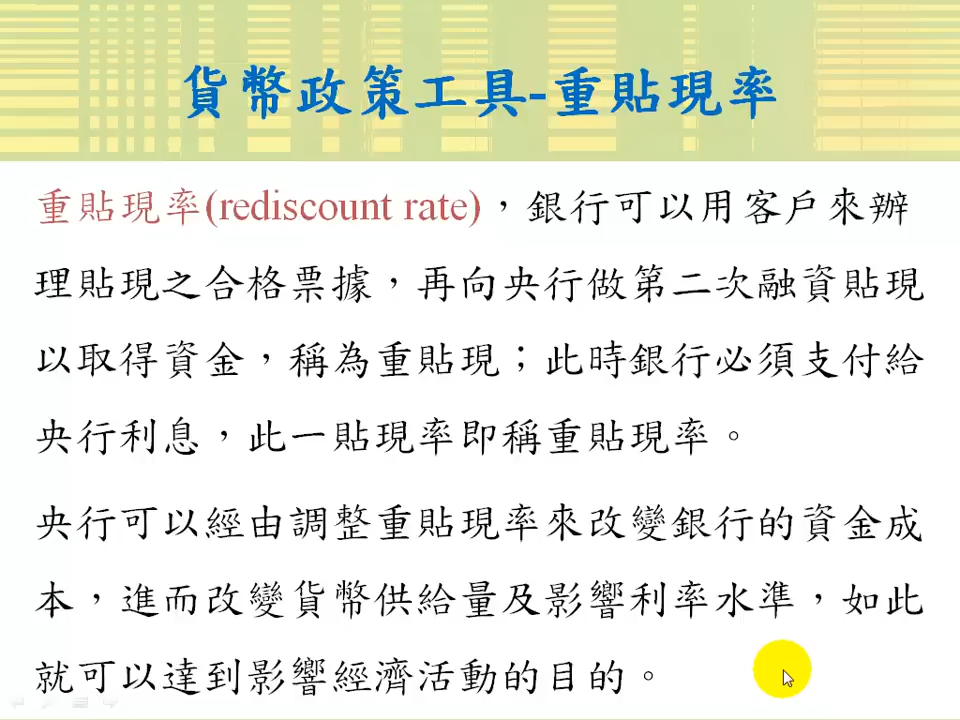 貨幣政策工具-重貼現率
重貼現率(rediscount rate)，銀行可以用客戶來辦
理貼現之合格票據，再向央行做第二次融資貼現
以取得資金，稱為重貼現；此時銀行必須支付給
央行利息，此一貼現率即稱重貼現率。
央行可以經由調整重貼現率來改變銀行的資金成
本，進而改變貨幣供給量及影響利率水準，如此
就可以達到影響經濟活動的目的。